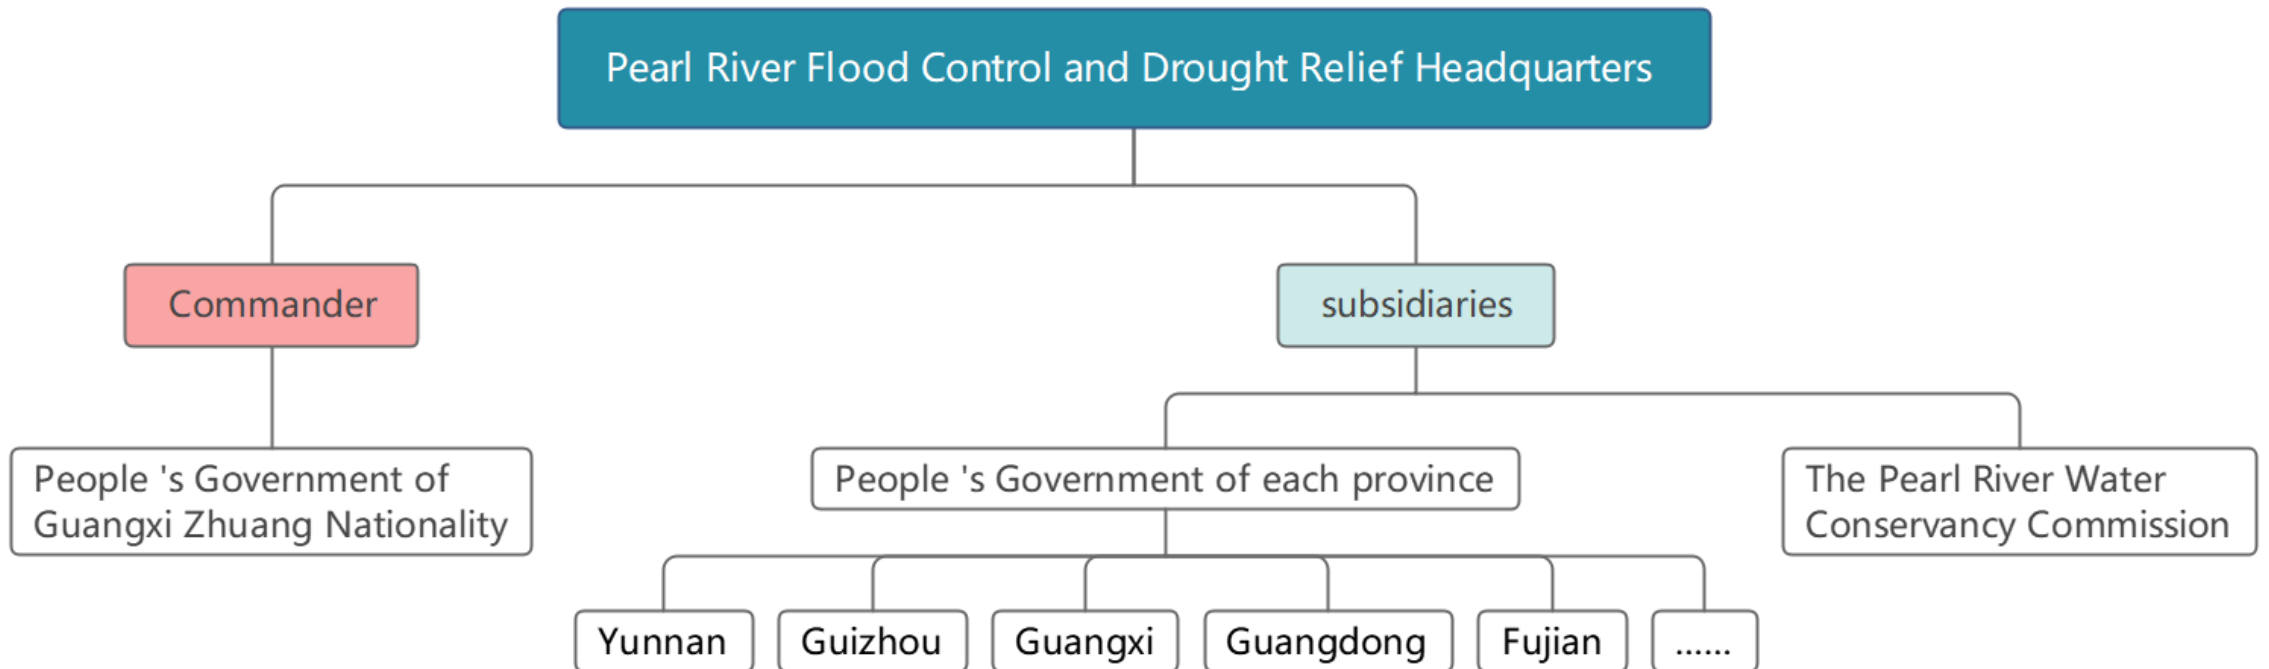 Pearl River Flood Control and Drought Relief Headquarters
Commander
subsidiaries
People 's Government of
Guangxi Zhuang Nationality
People 's Government of each province
The Pearl River Water
Conservancy Commission
Yunnan
Guizhou
Guangxi
Guangdong
Fujian
......